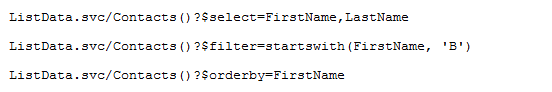 ListData.svc/Contacts()?$select=FirstName,LastName
ListData.svc/Contacts()?$filter=startswith(FirstName, 'B')
ListData.svc/Contacts()?$orderby=FirstName